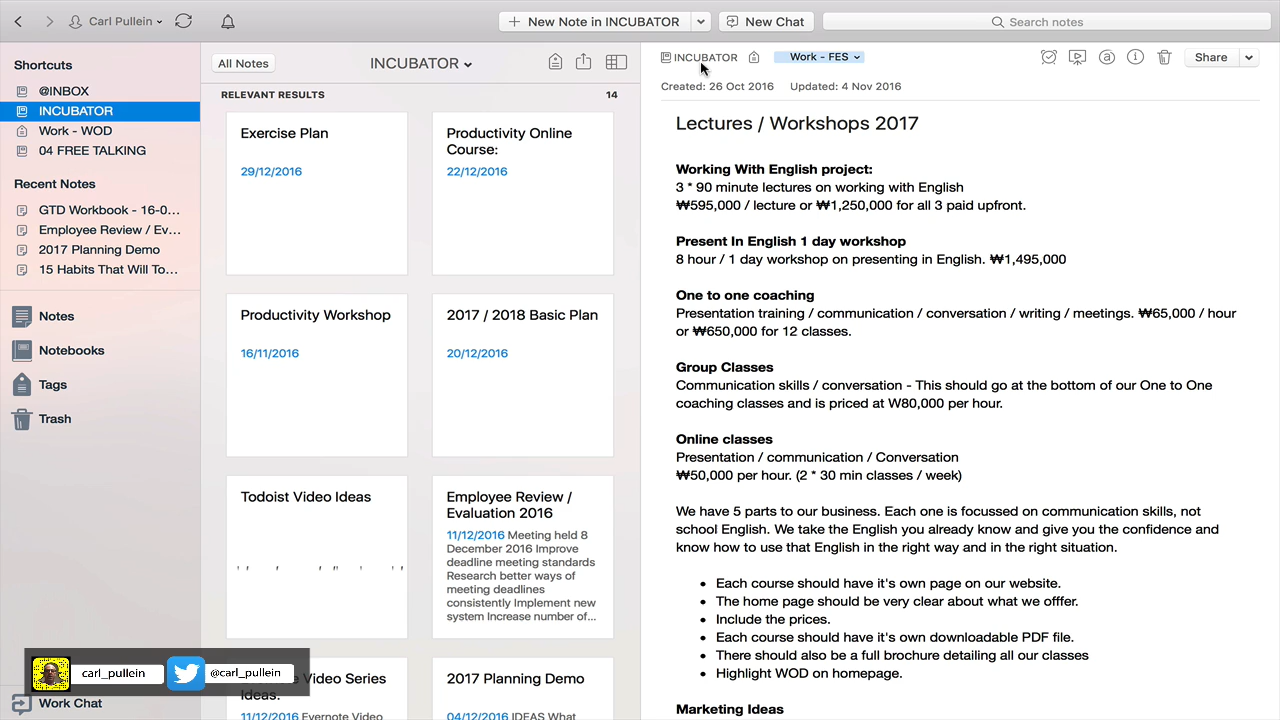 Carl Pullein
New Note in INCUBATOR
New Chat
Search notes
Shortcuts
@INBOX
INCUBATOR
Work - WOD
04 FREE TALKING
Recent Notes
GTD Workbook - 16-0...
Employee Review / Ev...
2017 Planning Demo
15 Habits That Will To...
Notes
Notebooks
Tags
Trash
Work Chat
carl_pullein
@carl_pullein
All Notes
INCUBATOR
RELEVANT RESULTS
14
Exercise Plan
29/12/2016
Productivity Online
Course:
22/12/2016
Productivity Workshop
16/11/2016
2017 / 2018 Basic Plan
20/12/2016
Todoist Video Ideas
Employee Review /
Evaluation 2016
11/12/2016 Meeting held 8
December 2016 Improve
deadline meeting standards
Research better ways of
meeting deadlines
consistently Implement new
system Increase number of...
Video Series
Ideas.
11/12/2016 Evernote Video
2017 Planning Demo
04/12/2016 IDEAS What
INCUBATOR
Work - FES
Share
Created: 26 Oct 2016 Updated: 4 Nov 2016
Lectures / Workshops 2017
Working With English project:
3 * 90 minute lectures on working with English
₩595,000 / lecture or ₩1,250,000 for all 3 paid upfront.
Present In English 1 day workshop
8 hour / 1 day workshop on presenting in English. ₩1,495,000
One to one coaching
Presentation training / communication / conversation / writing / meetings. ₩65,000 / hour
or ₩650,000 for 12 classes.
Group Classes
Communication skills / conversation - This should go at the bottom of our One to One
coaching classes and is priced at W80,000 per hour.
Online classes
Presentation / communication / Conversation
₩50,000 per hour. (2 * 30 min classes / week)
We have 5 parts to our business. Each one is focussed on communication skills, not
school English. We take the English you already know and give you the confidence and
know how to use that English in the right way and in the right situation.
• Each course should have it's own page on our website.
• The home page should be very clear about what we offfer.
• Include the prices.
• Each course should have it's own downloadable PDF file.
• There should also be a full brochure detailing all our classes
• Highlight WOD on homepage.
Marketing Ideas